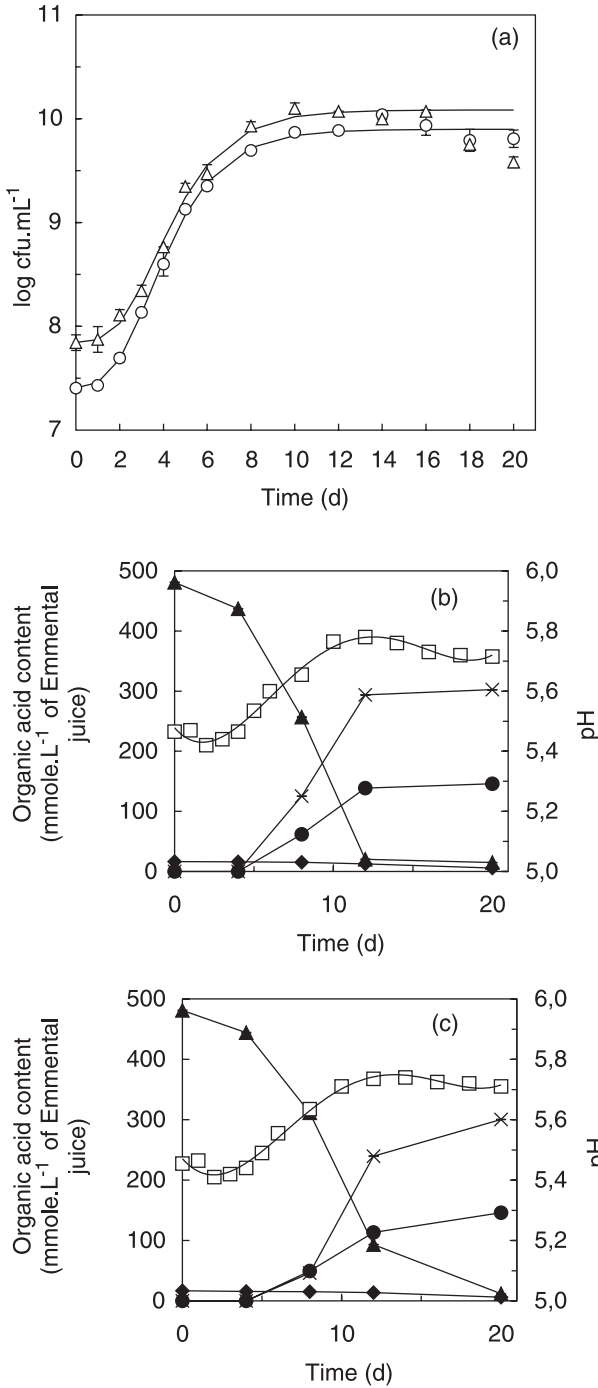 (a)
11
10
9
8
7
log cfu.mL-1
0 2 4 6 8 10 12 14 16 18 20
Time (d)
(b)
500
400
300
200
100
0
Organic acid content
(mmole.L-1 of Emmental
juice)
6,0
5,8
5,6
5,4
5,2
5,0
pH
0 10 20
Time (d)
(c)
500
400
300
200
100
0
Organic acid content
(mmole.L-1 of Emmental
juice)
6,0
5,8
5,6
5,4
5,2
5,0
pH
0 10 20
Time (d)